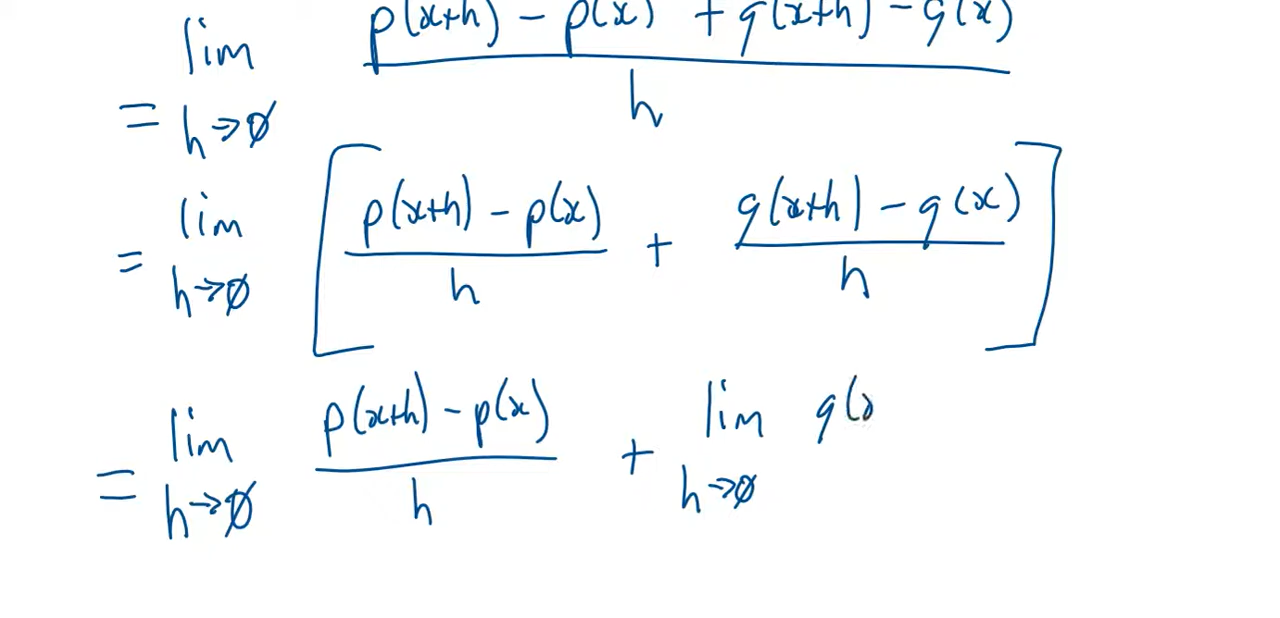 = lim h→0 p(x+h) - p(x) + q(x+h) - q(x) / h
= lim h→0 [ p(x+h) - p(x) / h + q(x+h) - q(x) / h ]
= lim h→0 p(x+h) - p(x) / h + lim h→0 q(x